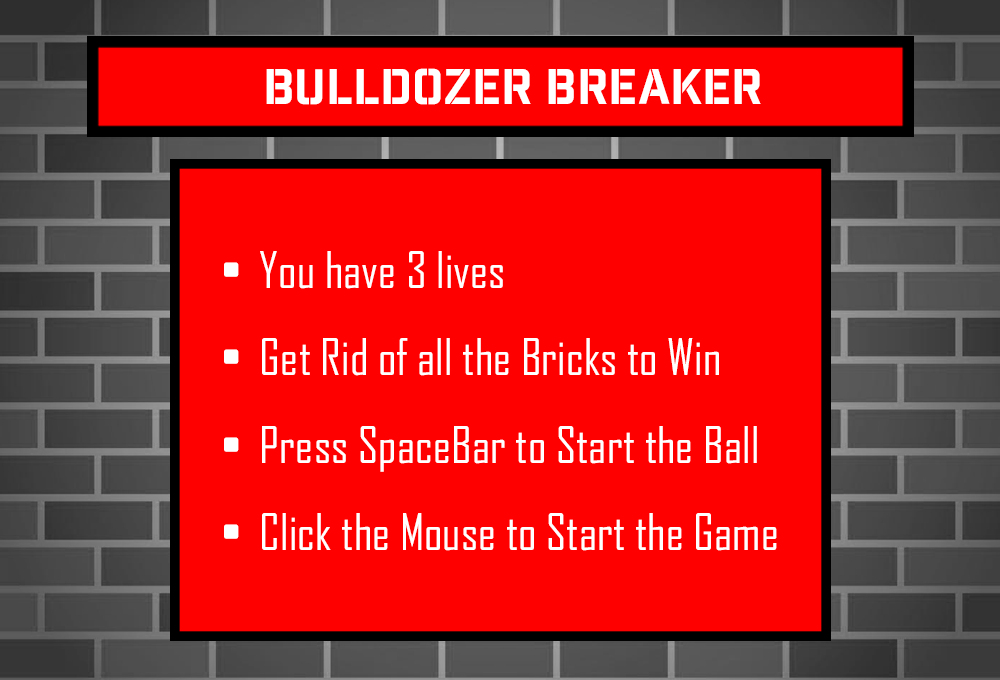 BULLDOZER BREAKER
▪ You have 3 lives
▪ Get Rid of all the Bricks to Win
▪ Press SpaceBar to Start the Ball
▪ Click the Mouse to Start the Game